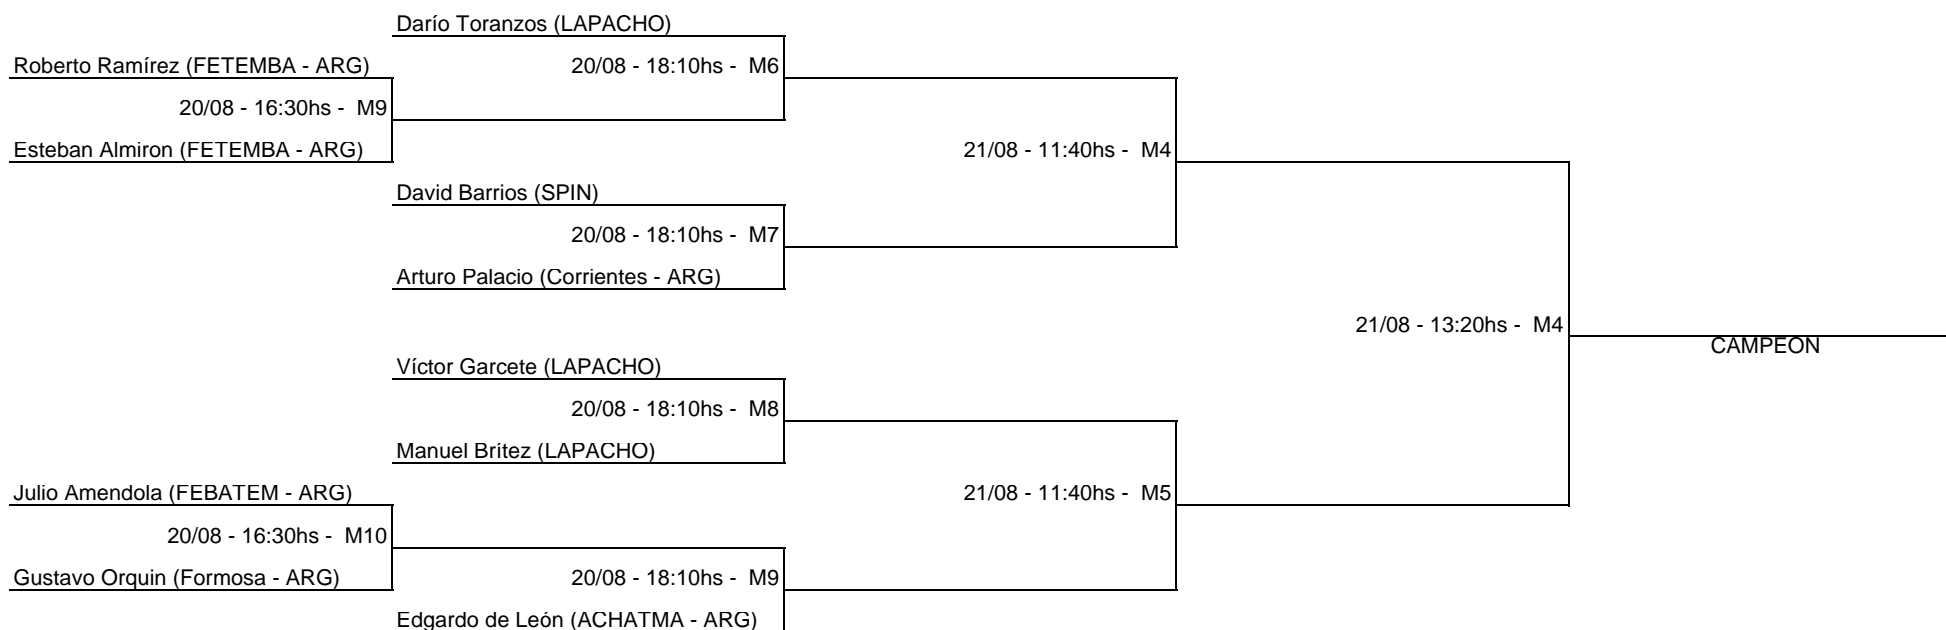 Darío Toranzos (LAPACHO)
Roberto Ramírez (FETEMBA - ARG)
20/08 - 18:10hs - M6
20/08 - 16:30hs - M9
Esteban Almiron (FETEMBA - ARG)
21/08 - 11:40hs - M4
David Barrios (SPIN)
20/08 - 18:10hs - M7
Arturo Palacio (Corrientes - ARG)
21/08 - 13:20hs - M4
CAMPEON
Víctor Garcete (LAPACHO)
20/08 - 18:10hs - M8
Manuel Brítez (LAPACHO)
Julio Amendola (FEBATEM - ARG)
21/08 - 11:40hs - M5
20/08 - 16:30hs - M10
Gustavo Orquin (Formosa - ARG)
20/08 - 18:10hs - M9
Edgardo de León (ACHATMA - ARG)